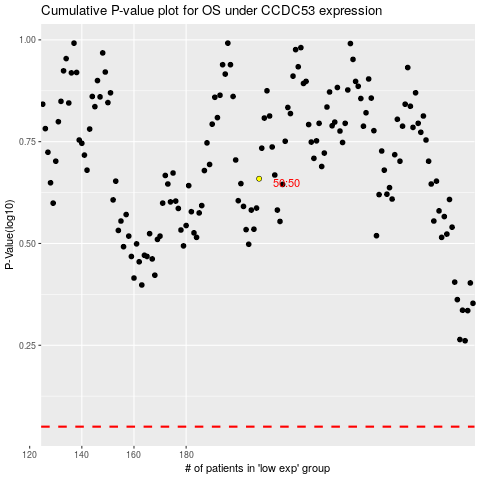 Cumulative P-value plot for OS under CCDC53 expression
1.00
0.75
0.50
0.25
P-Value(log10)
50:50
120 140 160 180
# of patients in 'low exp' group